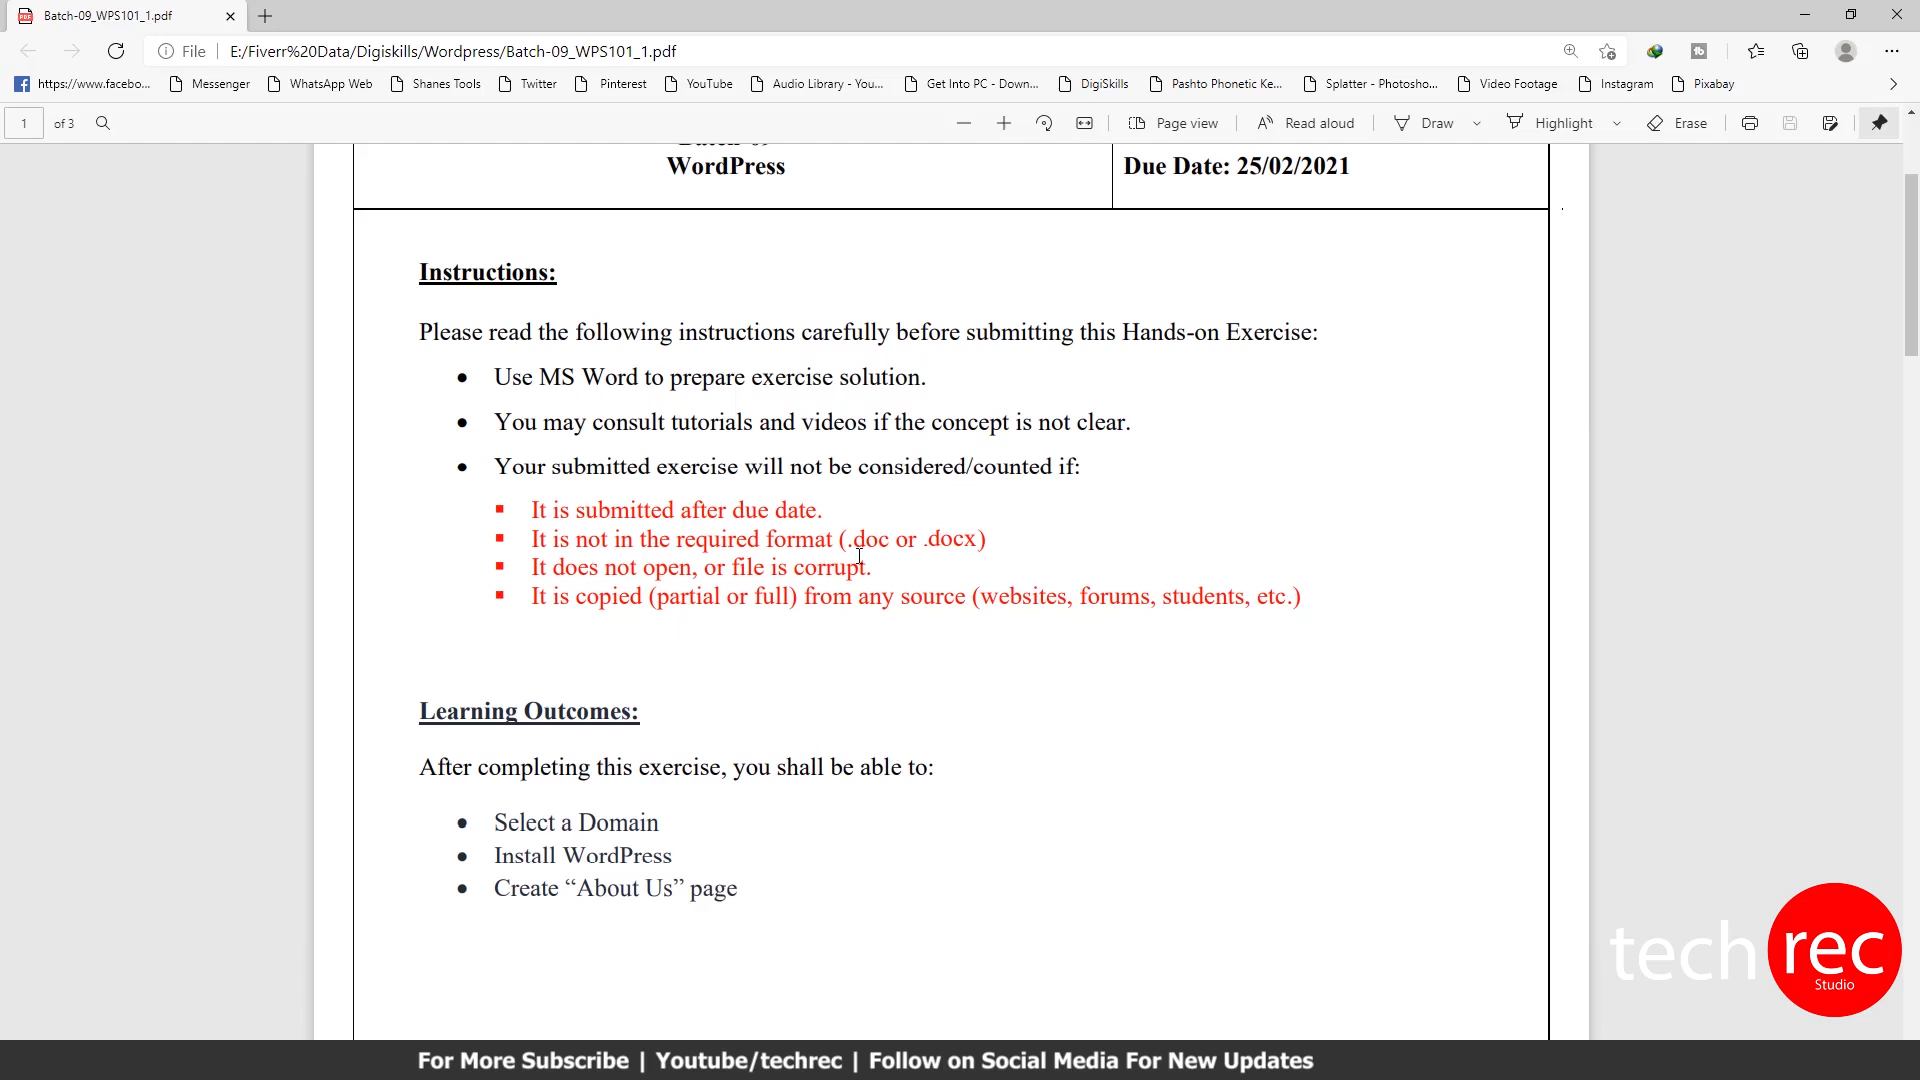 Batch-09_WPS101_1.pdf
File E:/Fiverr%20Data/Digiskills/Wordpress/Batch-09_WPS101_1.pdf
https://www.facebo... Messenger WhatsApp Web Shanes Tools Twitter Pinterest YouTube Audio Library - You... Get Into PC - Down... DigiSkills Pashto Phonetic Ke... Splatter - Photosho... Video Footage Instagram Pixabay
1 of 3 Page view Read aloud Draw Highlight Erase
WordPress Due Date: 25/02/2021
Instructions:
Please read the following instructions carefully before submitting this Hands-on Exercise:
• Use MS Word to prepare exercise solution.
• You may consult tutorials and videos if the concept is not clear.
• Your submitted exercise will not be considered/counted if:
▪ It is submitted after due date.
▪ It is not in the required format (.doc or .docx)
▪ It does not open, or file is corrupt.
▪ It is copied (partial or full) from any source (websites, forums, students, etc.)
Learning Outcomes:
After completing this exercise, you shall be able to:
• Select a Domain
• Install WordPress
• Create “About Us” page
tech rec
Studio
For More Subscribe | Youtube/techrec | Follow on Social Media For New Updates